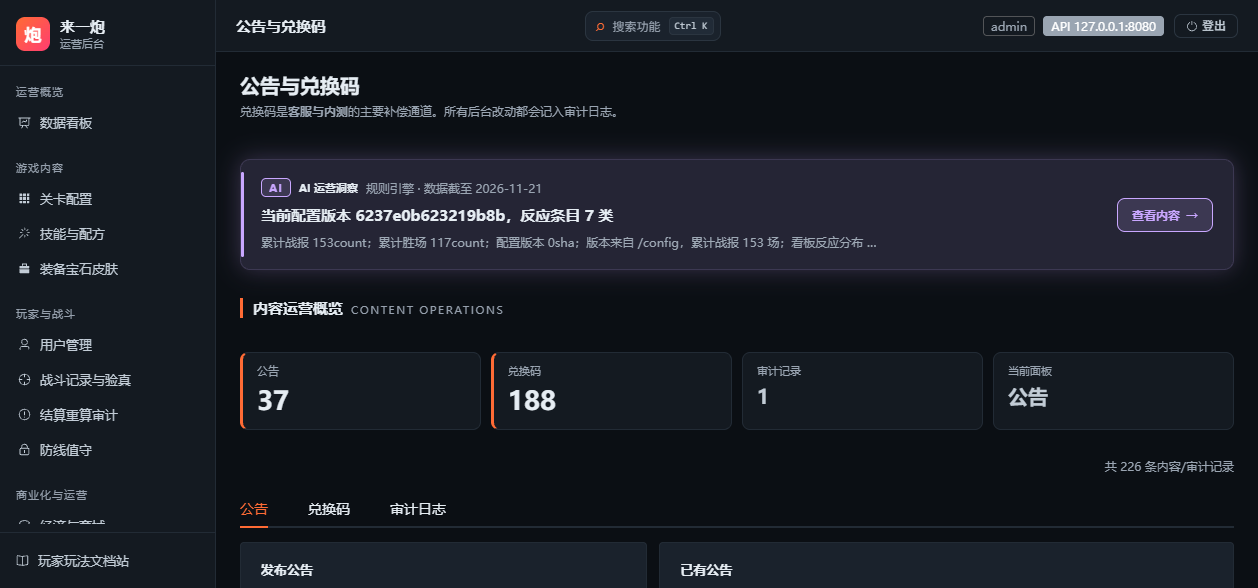 炮
来一炮
运营后台
公告与兑换码
搜索功能 Ctrl K
admin
API 127.0.0.1:8080
登出
运营概览
数据看板
游戏内容
关卡配置
技能与配方
装备宝石皮肤
玩家与战斗
用户管理
战斗记录与验真
结算重算审计
防线值守
商业化与运营
玩家玩法文档站
公告与兑换码
兑换码是客服与内测的主要补偿通道。所有后台改动都会记入审计日志。
AI AI 运营洞察 规则引擎 · 数据截至 2026-11-21
当前配置版本 6237e0b623219b8b，反应条目 7 类
累计战报 153count；累计胜场 117count；配置版本 0sha；版本来自 /config，累计战报 153 场；看板反应分布 ...
查看内容 →
内容运营概览 CONTENT OPERATIONS
公告
37
兑换码
188
审计记录
1
当前面板
公告
共 226 条内容/审计记录
公告 兑换码 审计日志
发布公告
已有公告